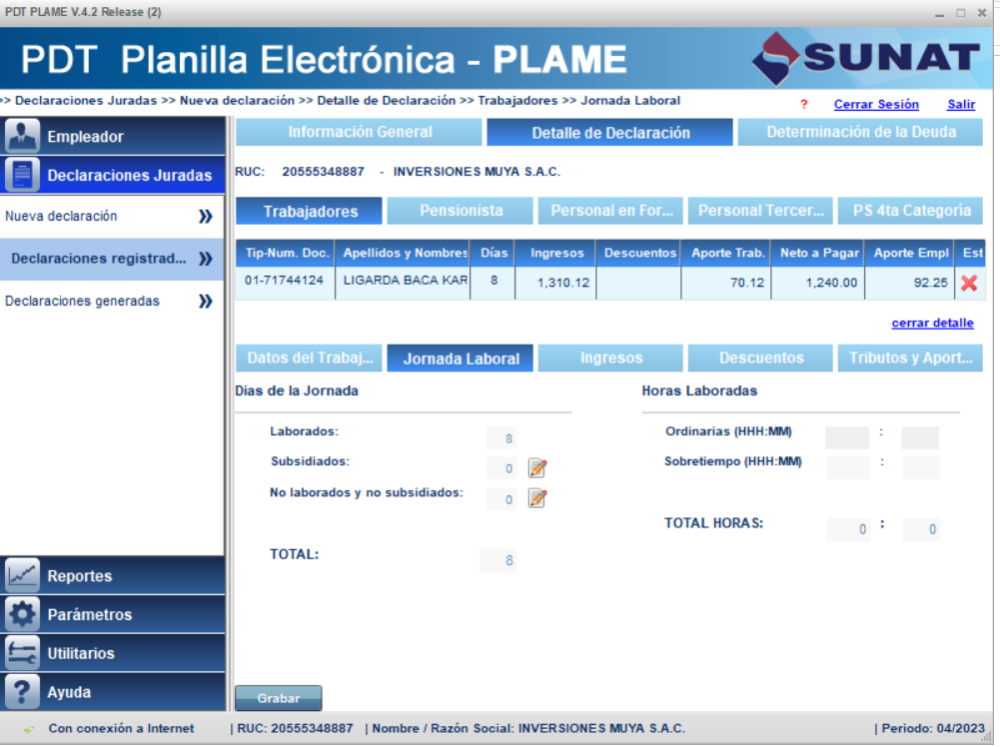 PDT PLAME V.4.2 Release (2)
PDT Planilla Electrónica - PLAME
SUNAT
>> Declaraciones Juradas >> Nueva declaración >> Detalle de Declaración >> Trabajadores >> Jornada Laboral
? Cerrar Sesión Salir
Empleador
Declaraciones Juradas
Nueva declaración
Declaraciones registrad...
Declaraciones generadas
Información General Detalle de Declaración Determinación de la Deuda
RUC: 20555348887 - INVERSIONES MUYA S.A.C.
Trabajadores Pensionista Personal en For... Personal Tercer... PS 4ta Categoría
Tip-Num. Doc. Apellidos y Nombres Días Ingresos Descuentos Aporte Trab. Neto a Pagar Aporte Empl Est
01-71744124 LIGARDA BACA KAR 8 1,310.12 70.12 1,240.00 92.25
cerrar detalle
Datos del Trabaj... Jornada Laboral Ingresos Descuentos Tributos y Aport...
Dias de la Jornada
Laborados: 8
Subsidiados: 0
No laborados y no subsidiados: 0
TOTAL: 8
Horas Laboradas
Ordinarias (HHH:MM) :
Sobretiempo (HHH:MM) :
TOTAL HORAS: 0 : 0
Reportes
Parámetros
Utilitarios
Ayuda
Grabar
Con conexión a Internet | RUC: 20555348887 | Nombre / Razón Social: INVERSIONES MUYA S.A.C. | Periodo: 04/2023